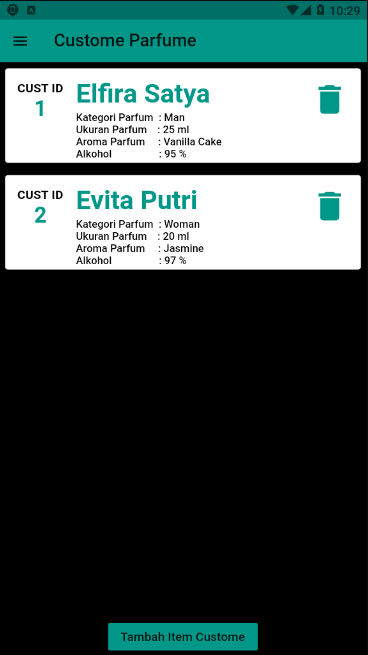 10:29
Custome Parfume
CUST ID
1
Elfira Satya
Kategori Parfum : Man
Ukuran Parfum : 25 ml
Aroma Parfum : Vanilla Cake
Alkohol : 95 %
CUST ID
2
Evita Putri
Kategori Parfum : Woman
Ukuran Parfum : 20 ml
Aroma Parfum : Jasmine
Alkohol : 97 %
Tambah Item Custome